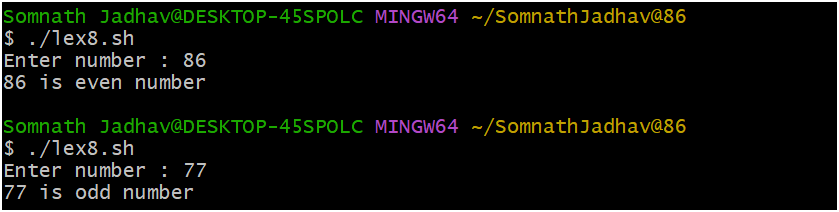 Somnath Jadhav@DESKTOP-45SPOLC MINGW64 ~/SomnathJadhav@86
$ ./lex8.sh
Enter number : 86
86 is even number
Somnath Jadhav@DESKTOP-45SPOLC MINGW64 ~/SomnathJadhav@86
$ ./lex8.sh
Enter number : 77
77 is odd number